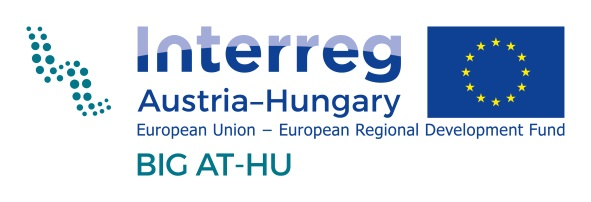 Interreg
Austria–Hungary
European Union – European Regional Development Fund
BIG AT-HU